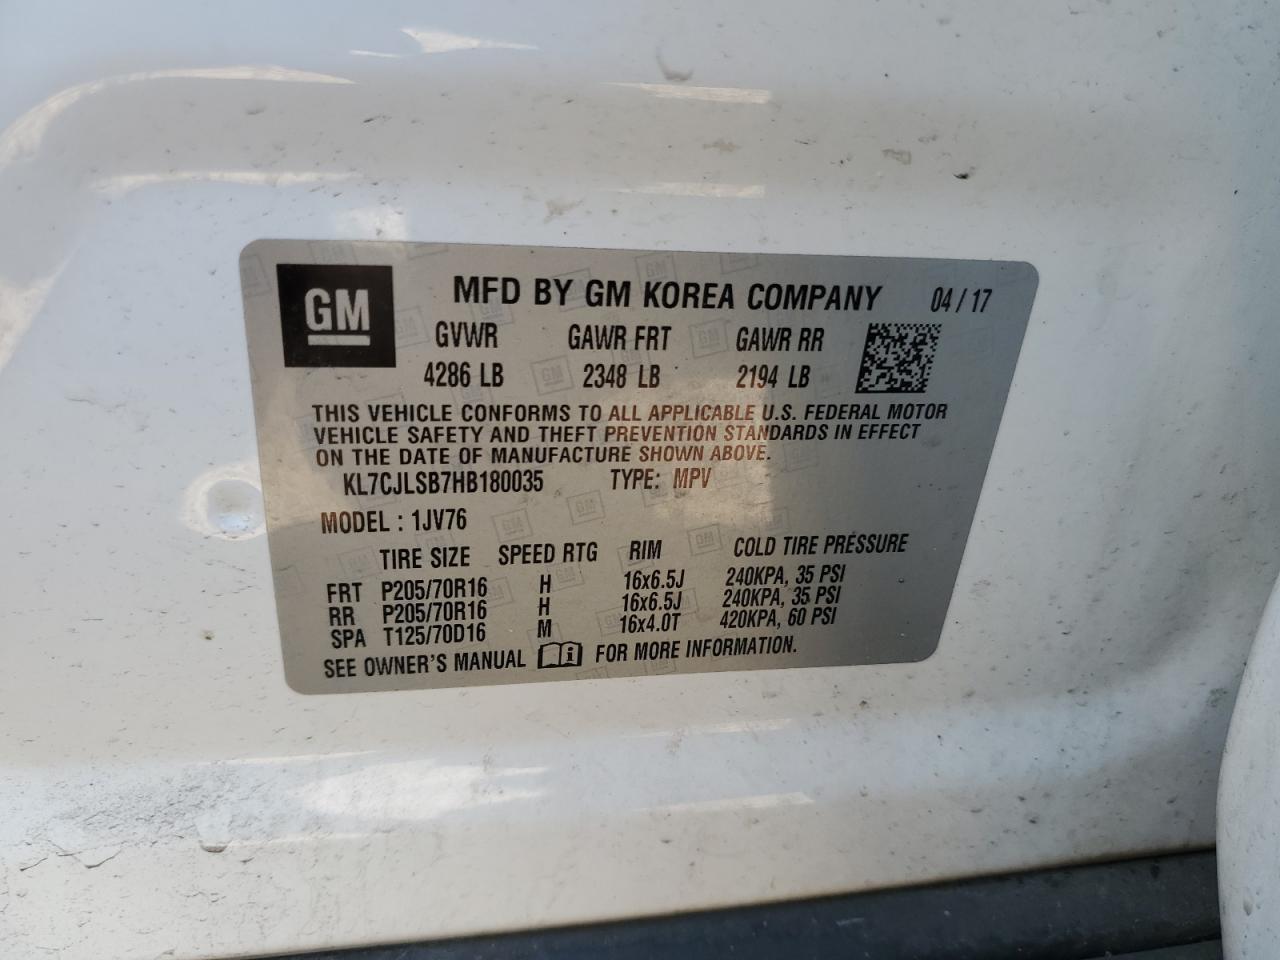 GM
MFD BY GM KOREA COMPANY 04 / 17
GVWR GAWR FRT GAWR RR
4286 LB 2348 LB 2194 LB
THIS VEHICLE CONFORMS TO ALL APPLICABLE U.S. FEDERAL MOTOR
VEHICLE SAFETY AND THEFT PREVENTION STANDARDS IN EFFECT
ON THE DATE OF MANUFACTURE SHOWN ABOVE.
KL7CJLSB7HB180035 TYPE: MPV
MODEL : 1JV76
TIRE SIZE SPEED RTG RIM COLD TIRE PRESSURE
FRT P205/70R16 H 16x6.5J 240KPA, 35 PSI
RR P205/70R16 H 16x6.5J 240KPA, 35 PSI
SPA T125/70D16 M 16x4.0T 420KPA, 60 PSI
SEE OWNER'S MANUAL FOR MORE INFORMATION.